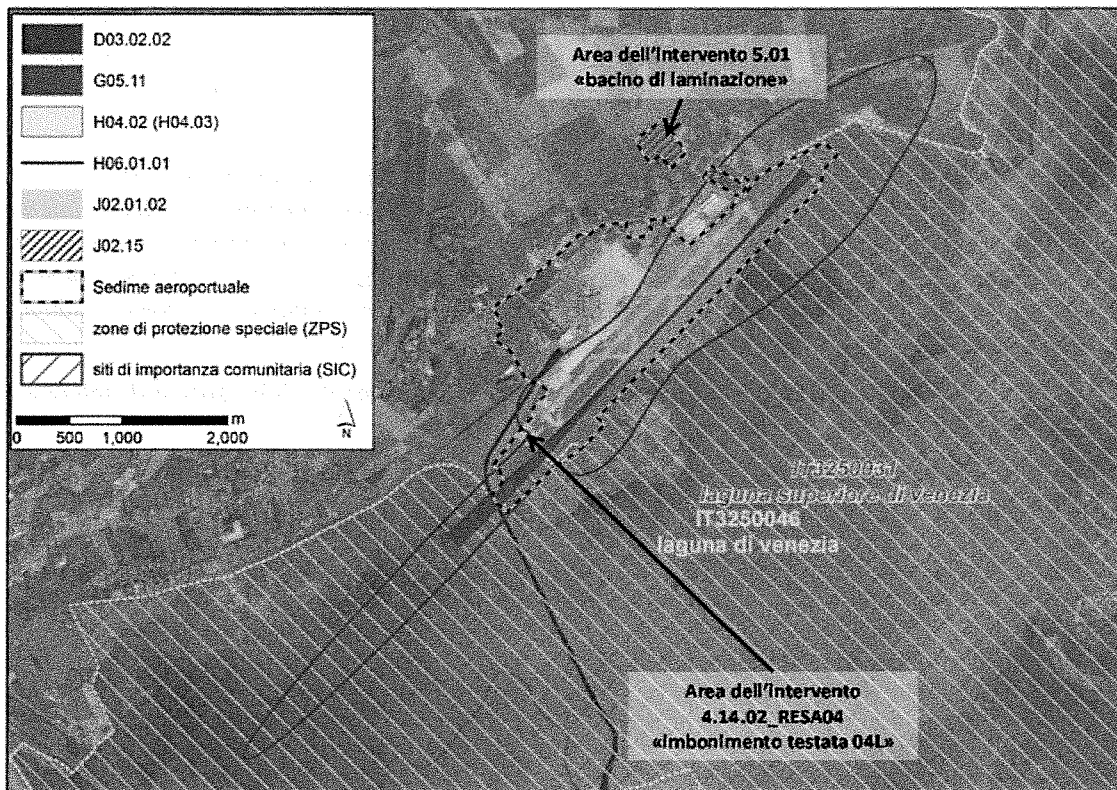 D03.02.02
G05.11
H04.02 (H04.03)
H06.01.01
J02.01.02
J02.15
Sedime aeroportuale
zone di protezione speciale (ZPS)
siti di importanza comunitaria (SIC)
m
0 500 1,000 2,000
N
Area dell'Intervento 5.01
«bacino di laminazione»
IT3250031
laguna superiore di venezia
IT3250046
laguna di venezia
Area dell'Intervento
4.14.02_RESA04
«imbonimento testata 04L»